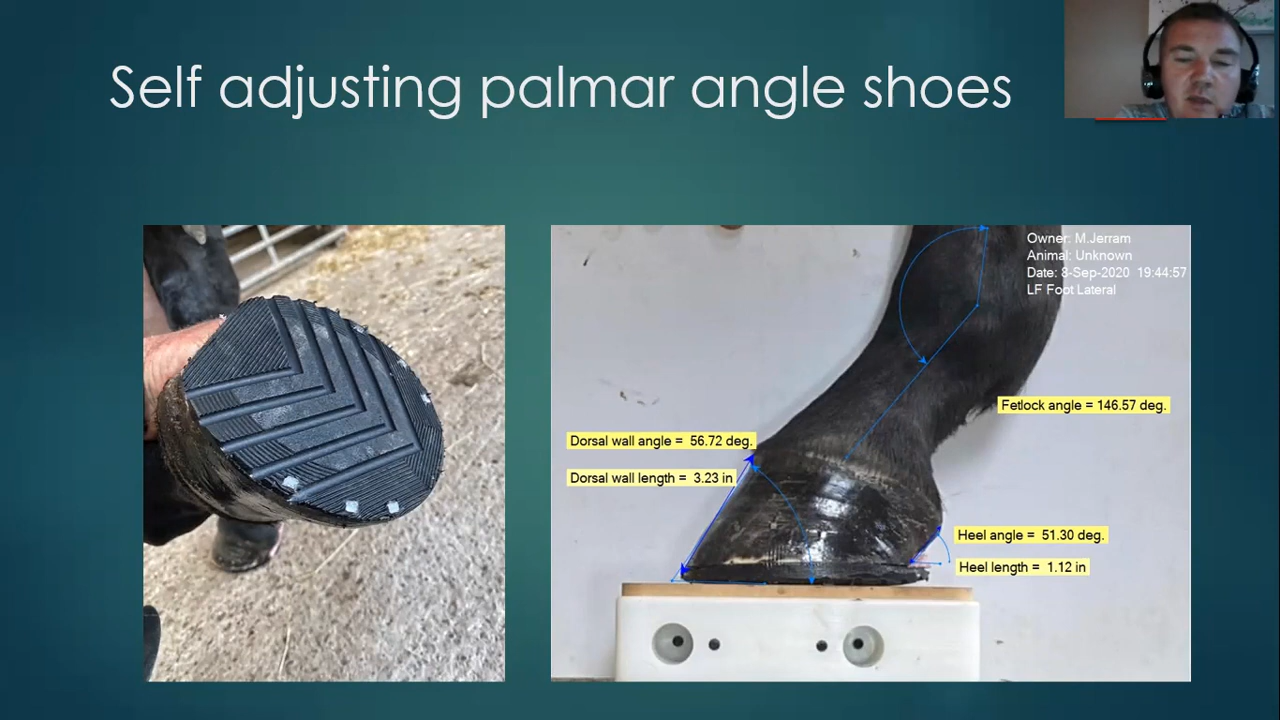 Self adjusting palmar angle shoes
Owner: M.Jerram
Animal: Unknown
Date: 8-Sep-2020 19:44:57
LF Foot Lateral
Fetlock angle = 146.57 deg.
Dorsal wall angle = 56.72 deg.
Dorsal wall length = 3.23 in
Heel angle = 51.30 deg.
Heel length = 1.12 in